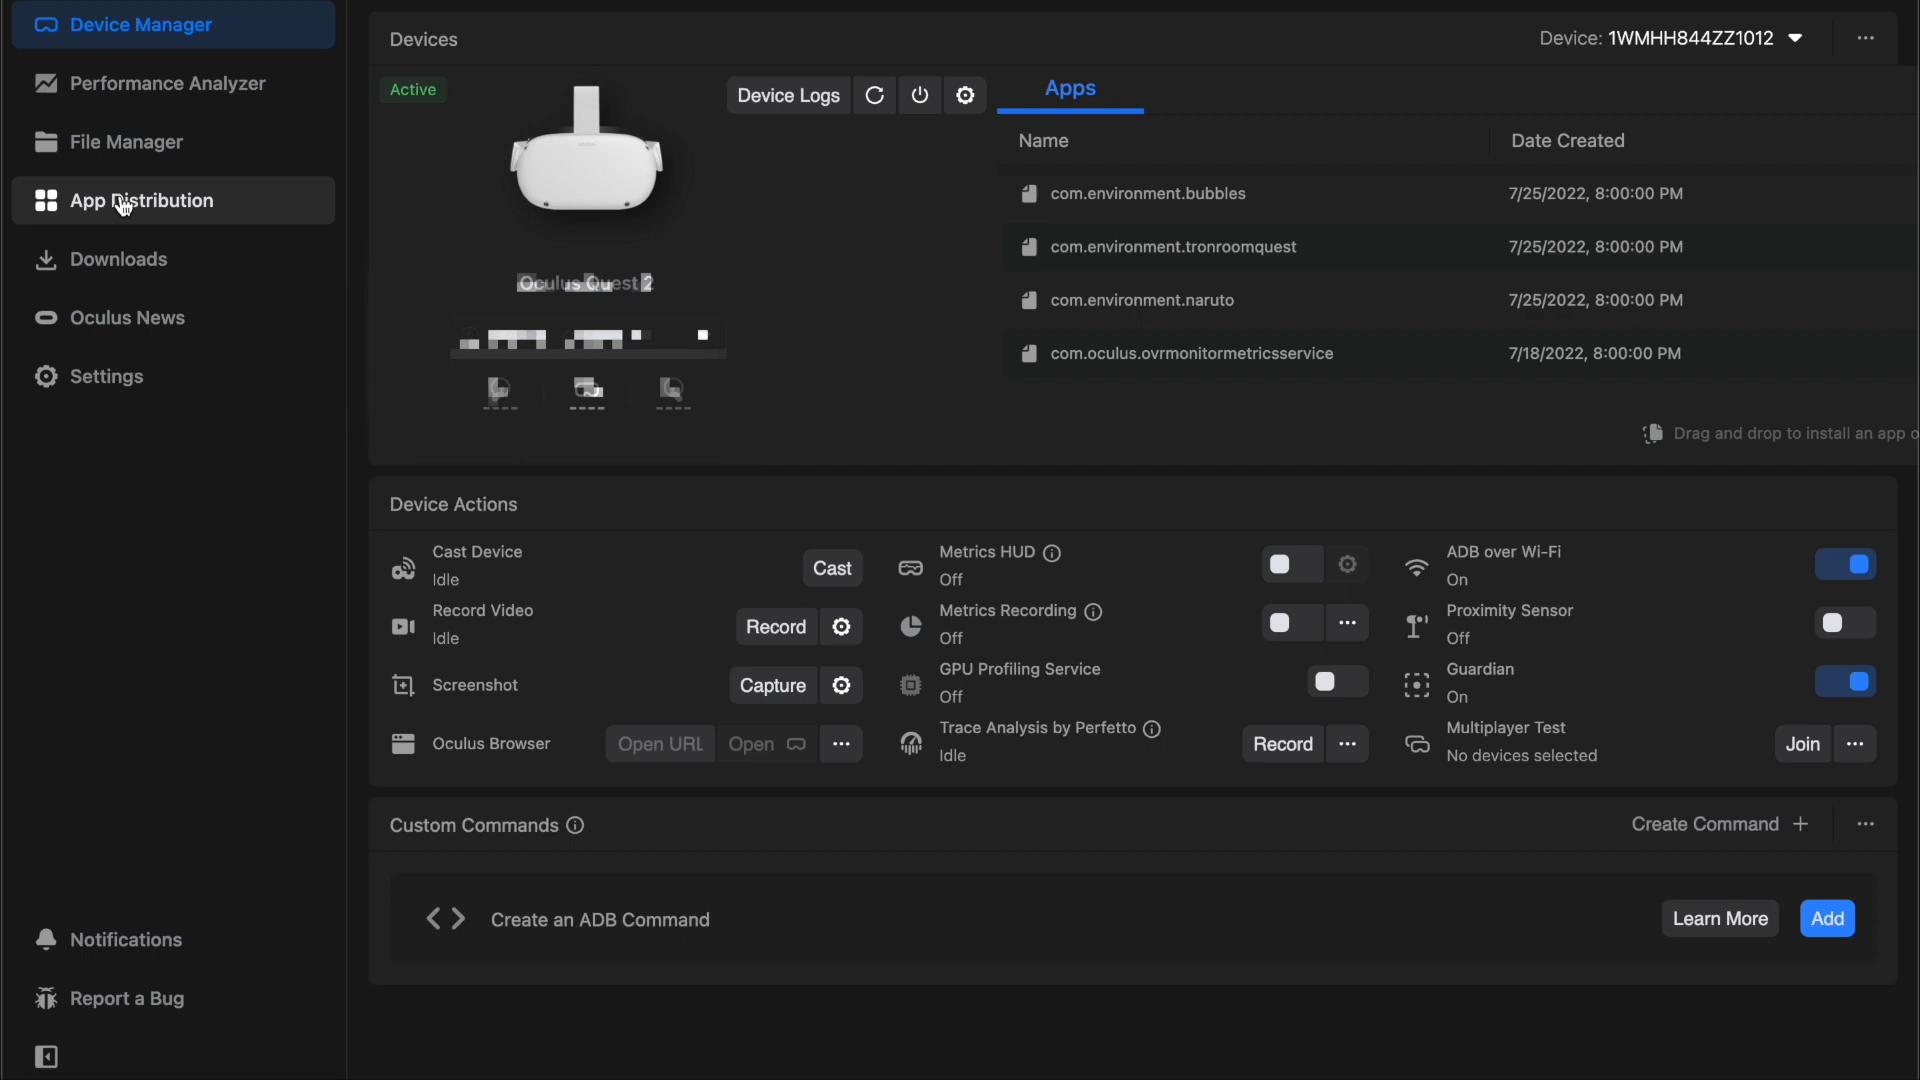 Device Manager
Performance Analyzer
File Manager
App Distribution
Downloads
Oculus News
Settings
Notifications
Report a Bug
Devices
Device: 1WMHH844ZZ1012
Active
Device Logs
Oculus Quest 2
Apps
Name Date Created
com.environment.bubbles 7/25/2022, 8:00:00 PM
com.environment.tronroomquest 7/25/2022, 8:00:00 PM
com.environment.naruto 7/25/2022, 8:00:00 PM
com.oculus.ovrmonitormetricsservice 7/18/2022, 8:00:00 PM
Drag and drop to install an app o
Device Actions
Cast Device
Idle
Cast
Record Video
Idle
Record
Screenshot
Capture
Oculus Browser
Open URL Open
Metrics HUD
Off
Metrics Recording
Off
GPU Profiling Service
Off
Trace Analysis by Perfetto
Idle
Record
ADB over Wi-Fi
On
Proximity Sensor
Off
Guardian
On
Multiplayer Test
No devices selected
Join
Custom Commands
Create Command +
Create an ADB Command
Learn More
Add